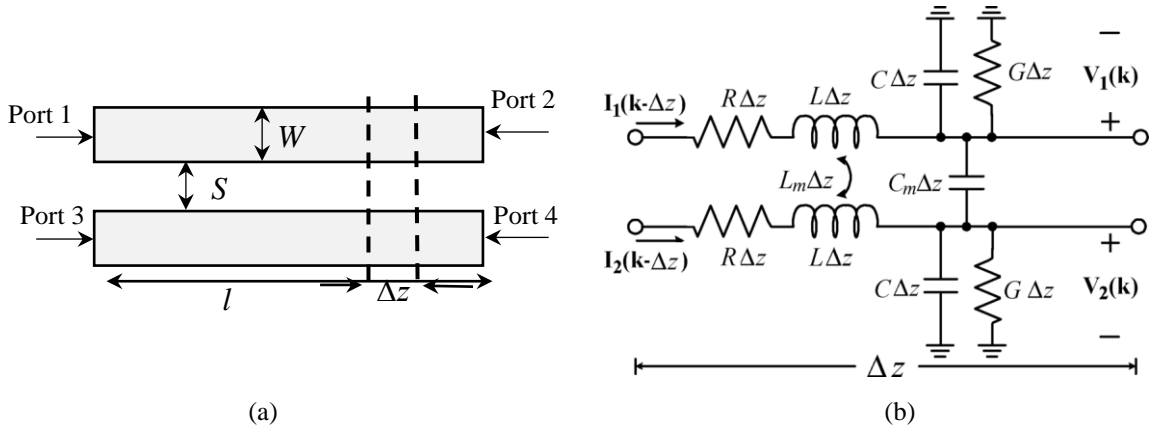 Port 1
Port 2
W
S
Port 3
Port 4
l
Δz
(a)
CΔz
GΔz
V₁(k)
−
+
I₁(k-Δz)
RΔz
LΔz
LₘΔz
CₘΔz
I₂(k-Δz)
RΔz
LΔz
CΔz
G Δz
+
V₂(k)
−
Δz
(b)